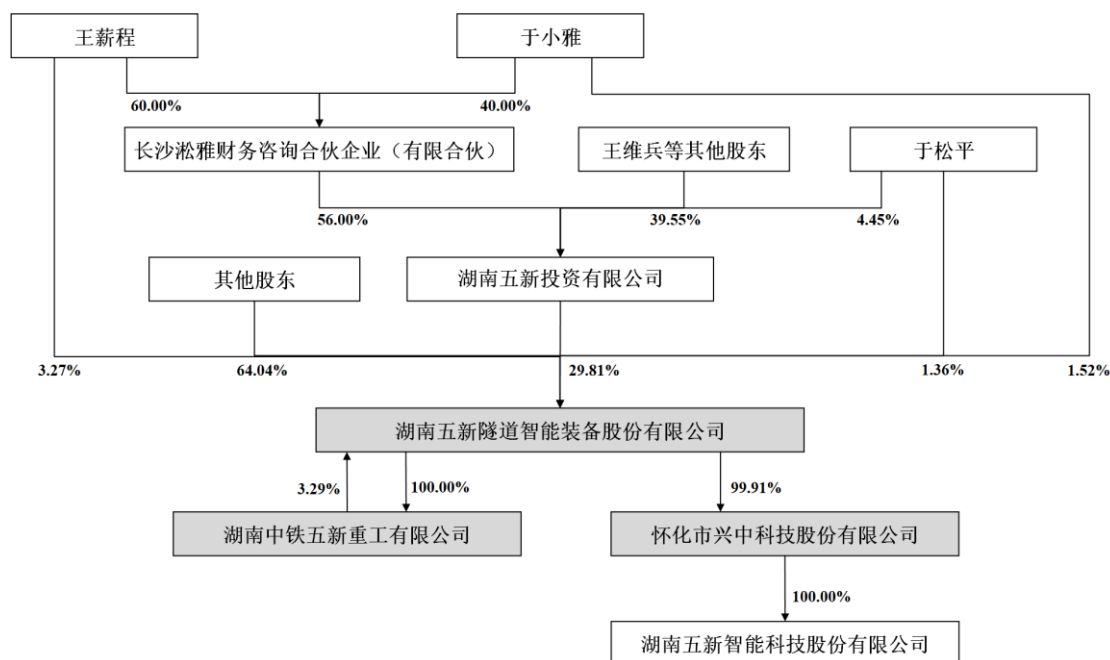 王薪程
于小雅
60.00%
40.00%
长沙淞雅财务咨询合伙企业（有限合伙）
王维兵等其他股东
于松平
56.00%
39.55%
4.45%
其他股东
湖南五新投资有限公司
3.27%
64.04%
29.81%
1.36%
1.52%
湖南五新隧道智能装备股份有限公司
3.29%
100.00%
99.91%
湖南中铁五新重工有限公司
怀化市兴中科技股份有限公司
100.00%
湖南五新智能科技股份有限公司